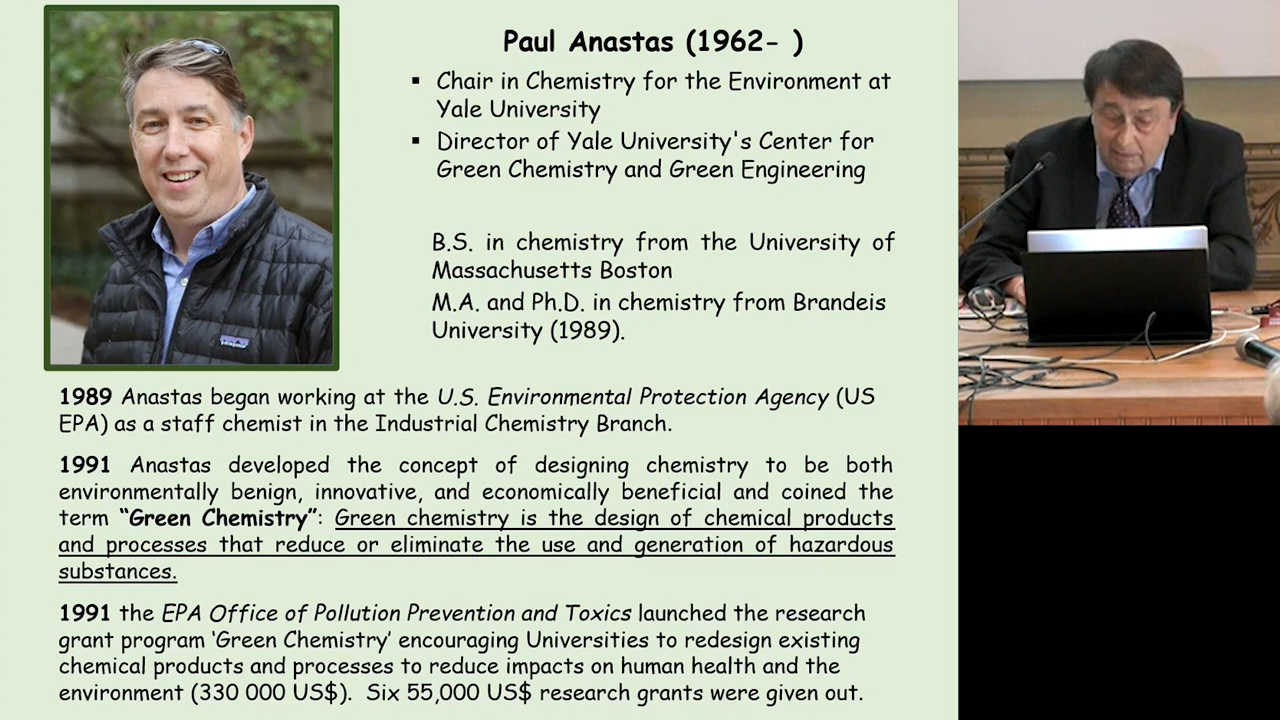 Paul Anastas (1962- )
▪ Chair in Chemistry for the Environment at
Yale University
▪ Director of Yale University's Center for
Green Chemistry and Green Engineering
B.S. in chemistry from the University of
Massachusetts Boston
M.A. and Ph.D. in chemistry from Brandeis
University (1989).
patagonia
1989 Anastas began working at the U.S. Environmental Protection Agency (US
EPA) as a staff chemist in the Industrial Chemistry Branch.
1991 Anastas developed the concept of designing chemistry to be both
environmentally benign, innovative, and economically beneficial and coined the
term “Green Chemistry”: Green chemistry is the design of chemical products
and processes that reduce or eliminate the use and generation of hazardous
substances.
1991 the EPA Office of Pollution Prevention and Toxics launched the research
grant program ‘Green Chemistry’ encouraging Universities to redesign existing
chemical products and processes to reduce impacts on human health and the
environment (330 000 US$). Six 55,000 US$ research grants were given out.